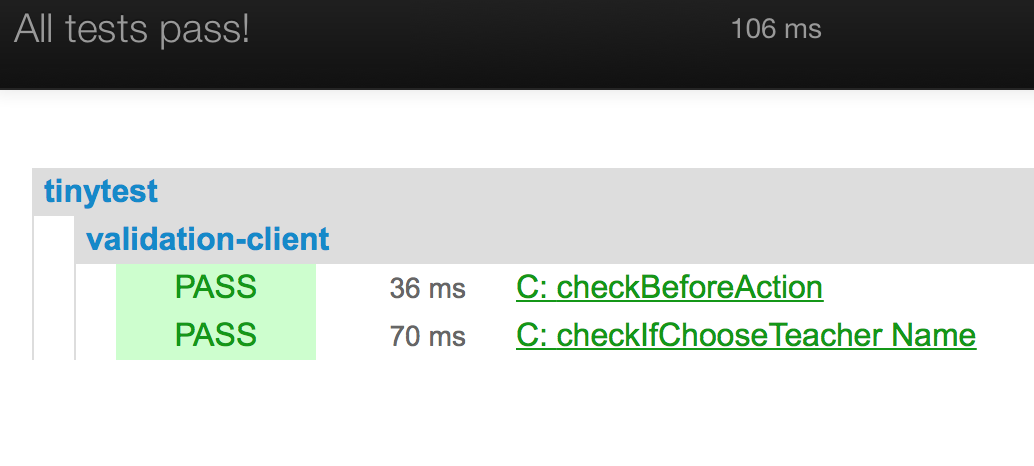 All tests pass! 106 ms
tinytest
validation-client
PASS 36 ms C: checkBeforeAction
PASS 70 ms C: checkIfChooseTeacher Name